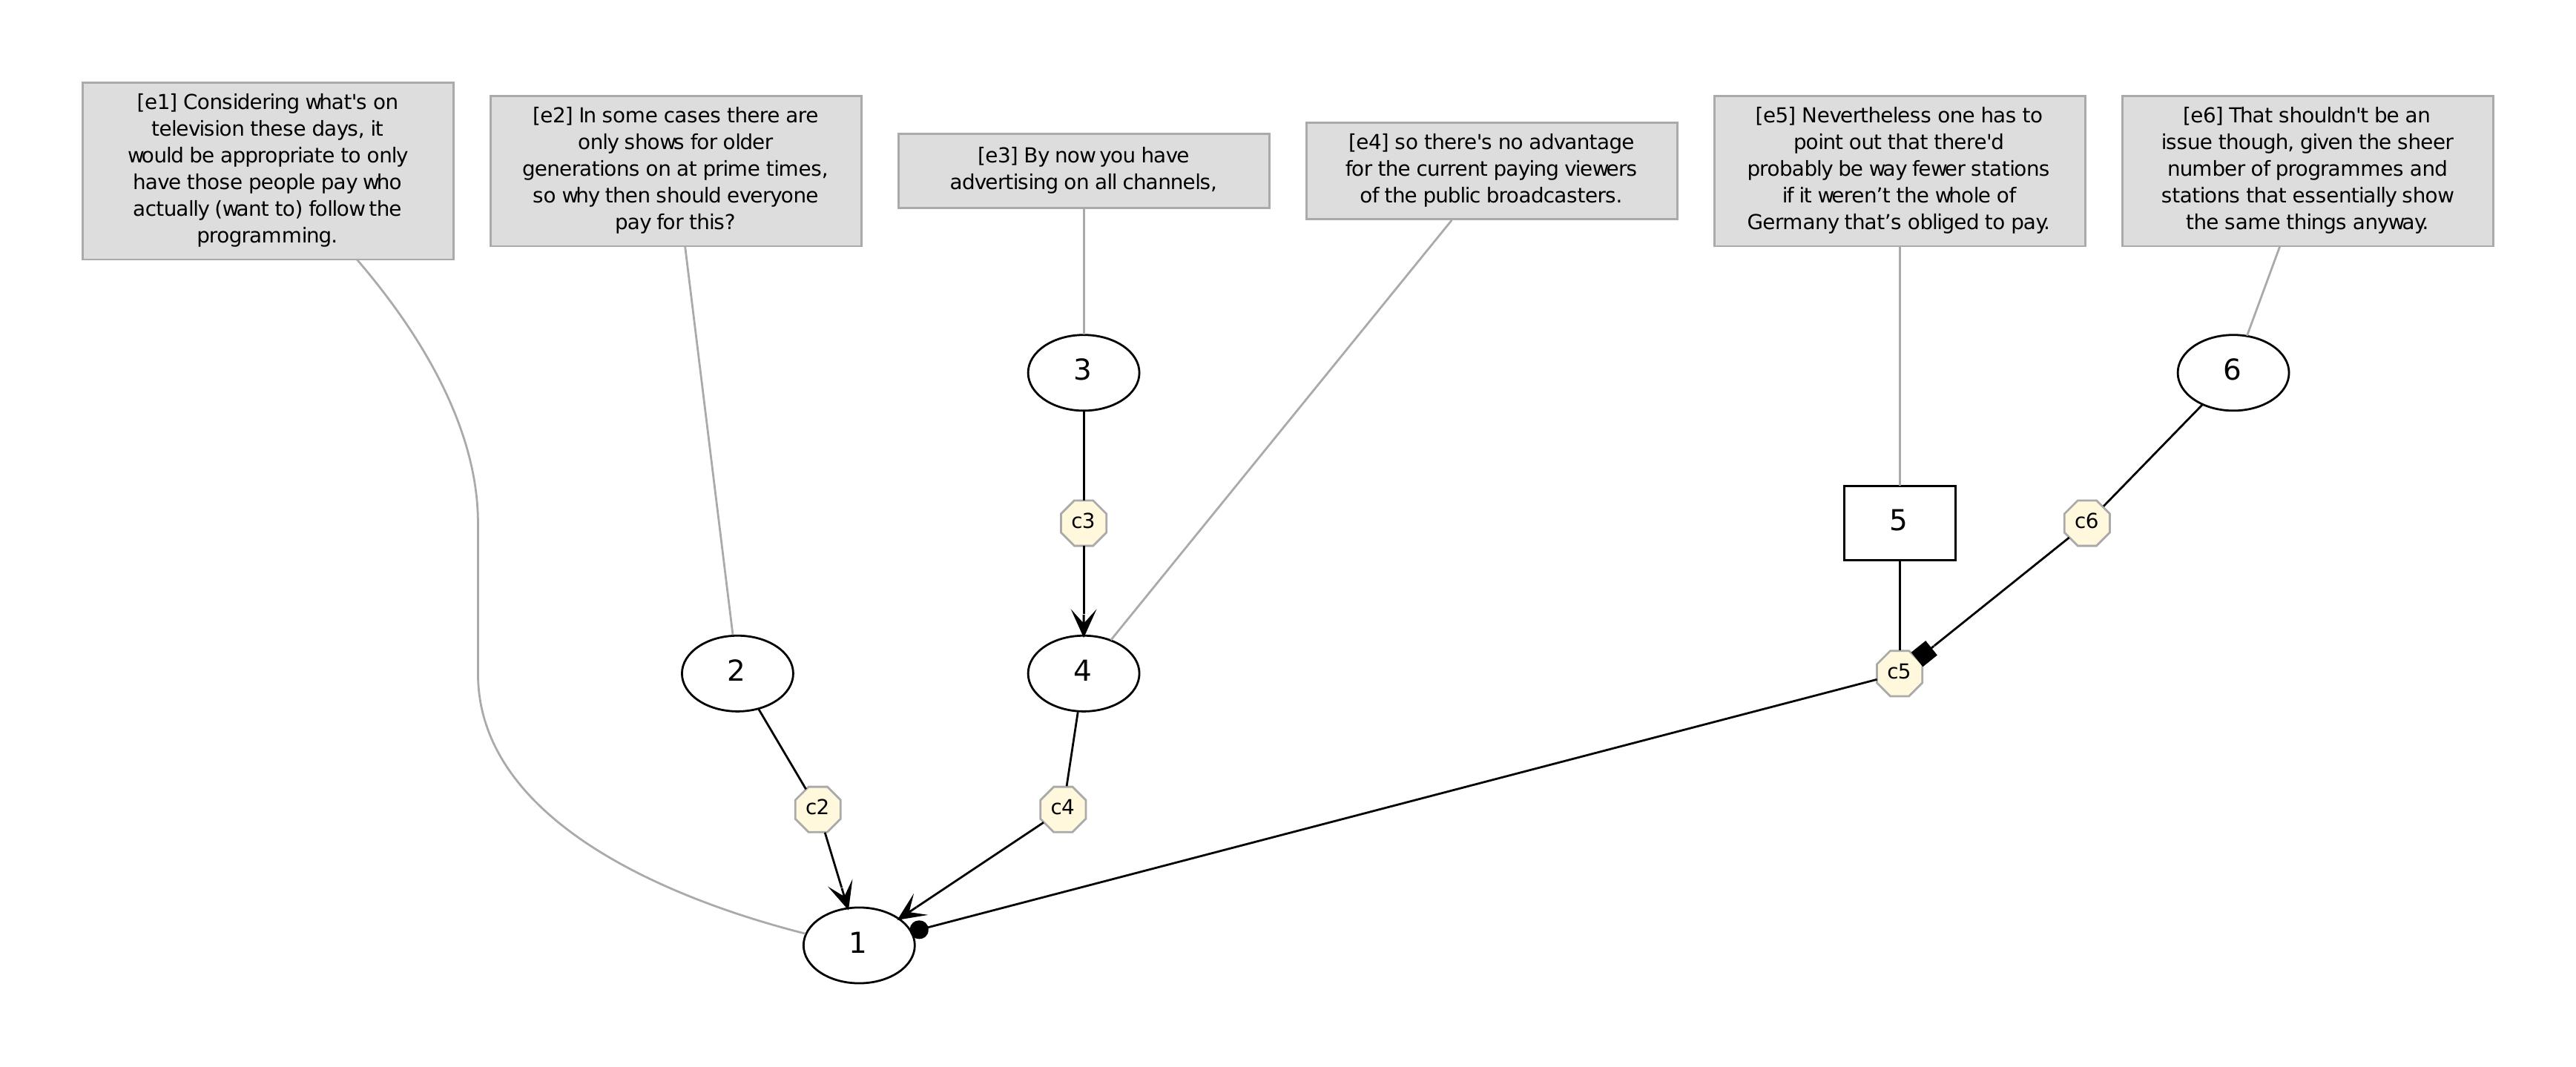 [e1] Considering what's on
television these days, it
would be appropriate to only
have those people pay who
actually (want to) follow the
programming.
[e2] In some cases there are
only shows for older
generations on at prime times,
so why then should everyone
pay for this?
[e3] By now you have
advertising on all channels,
[e4] so there's no advantage
for the current paying viewers
of the public broadcasters.
[e5] Nevertheless one has to
point out that there'd
probably be way fewer stations
if it weren’t the whole of
Germany that’s obliged to pay.
[e6] That shouldn't be an
issue though, given the sheer
number of programmes and
stations that essentially show
the same things anyway.
3
6
c3
5
c6
2
4
c5
c2
c4
1